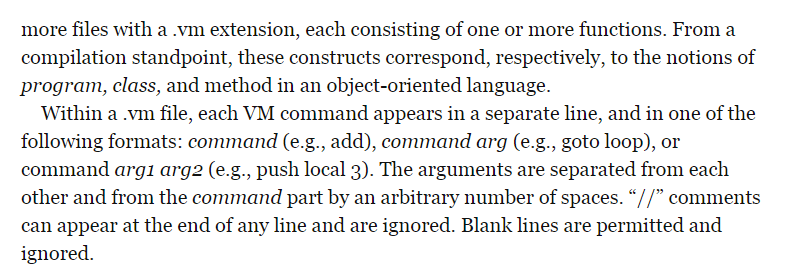 more files with a .vm extension, each consisting of one or more functions. From a
compilation standpoint, these constructs correspond, respectively, to the notions of
program, class, and method in an object-oriented language.
Within a .vm file, each VM command appears in a separate line, and in one of the
following formats: command (e.g., add), command arg (e.g., goto loop), or
command arg1 arg2 (e.g., push local 3). The arguments are separated from each
other and from the command part by an arbitrary number of spaces. “//” comments
can appear at the end of any line and are ignored. Blank lines are permitted and
ignored.